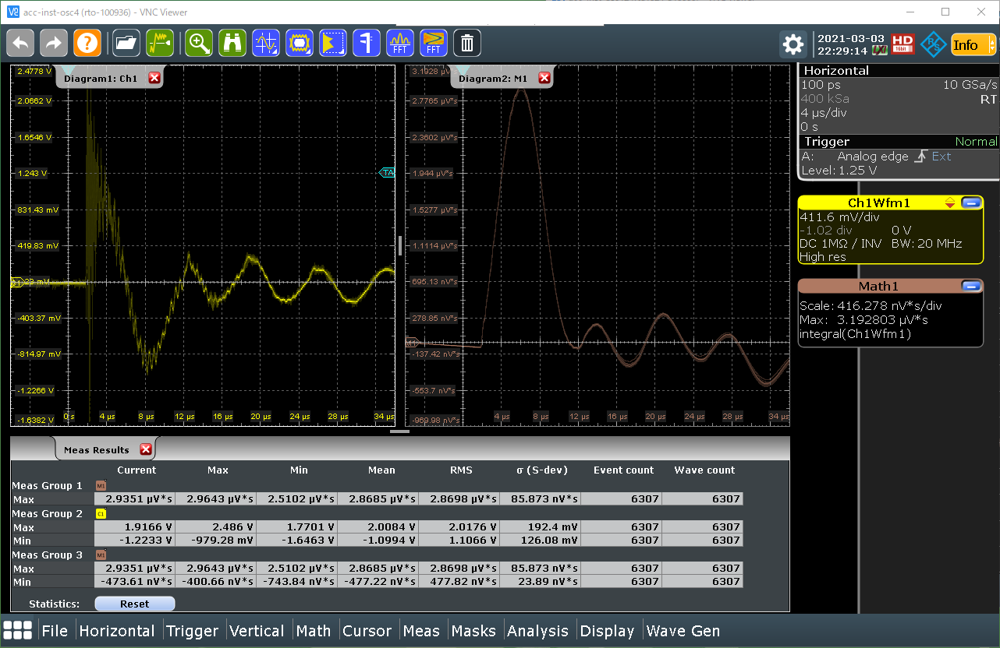 acc-inst-osc4 (rto-100936) - VNC Viewer
FFT FFT
2021-03-03
22:29:14
HD
16bit
R&S
Info
Diagram1: Ch1
2.4778 V
2.0662 V
1.6546 V
1.243 V
831.43 mV
419.83 mV
-403.37 mV
-814.97 mV
-1.2266 V
-1.6382 V
TA
0 s 4 µs 8 µs 12 µs 16 µs 20 µs 24 µs 28 µs 34 µs
Diagram2: M1
3.1928 µV*s
2.7765 µV*s
2.3602 µV*s
1.944 µV*s
1.5277 µV*s
1.1114 µV*s
695.13 nV*s
278.85 nV*s
M1
-137.42 nV*s
-553.7 nV*s
-969.98 nV*s
4 µs 8 µs 12 µs 16 µs 20 µs 24 µs 28 µs 34 µs
Horizontal
100 ps 10 GSa/s
400 kSa RT
4 µs/div
0 s
Trigger Normal
A: Analog edge Ext
Level: 1.25 V
Ch1Wfm1
411.6 mV/div
-1.02 div 0 V
DC 1MΩ / INV BW: 20 MHz
High res
Math1
Scale: 416.278 nV*s/div
Max: 3.192803 µV*s
integral(Ch1Wfm1)
Meas Results
Current Max Min Mean RMS σ (S-dev) Event count Wave count
Meas Group 1 M1
Max 2.9351 µV*s 2.9643 µV*s 2.5102 µV*s 2.8685 µV*s 2.8698 µV*s 85.873 nV*s 6307 6307
Meas Group 2 C1
Max 1.9166 V 2.486 V 1.7701 V 2.0084 V 2.0176 V 192.4 mV 6307 6307
Min -1.2233 V -979.28 mV -1.6463 V -1.0994 V 1.1066 V 126.08 mV 6307 6307
Meas Group 3 M1
Max 2.9351 µV*s 2.9643 µV*s 2.5102 µV*s 2.8685 µV*s 2.8698 µV*s 85.873 nV*s 6307 6307
Min -473.61 nV*s -400.66 nV*s -743.84 nV*s -477.22 nV*s 477.82 nV*s 23.89 nV*s 6307 6307
Statistics: Reset
File Horizontal Trigger Vertical Math Cursor Meas Masks Analysis Display Wave Gen